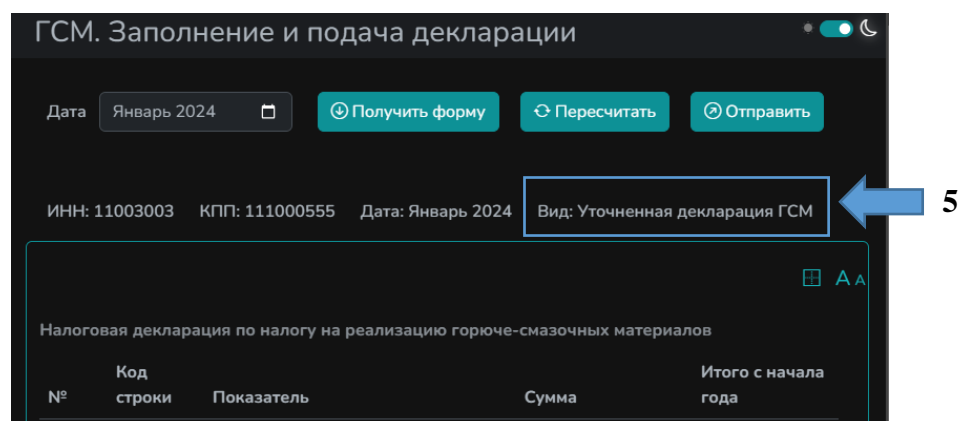 ГСМ. Заполнение и подача декларации
Дата Январь 2024 Получить форму Пересчитать Отправить
ИНН: 11003003 КПП: 111000555 Дата: Январь 2024 Вид: Уточненная декларация ГСМ 5
A A
Налоговая декларация по налогу на реализацию горюче-смазочных материалов
№ Код строки Показатель Сумма Итого с начала года